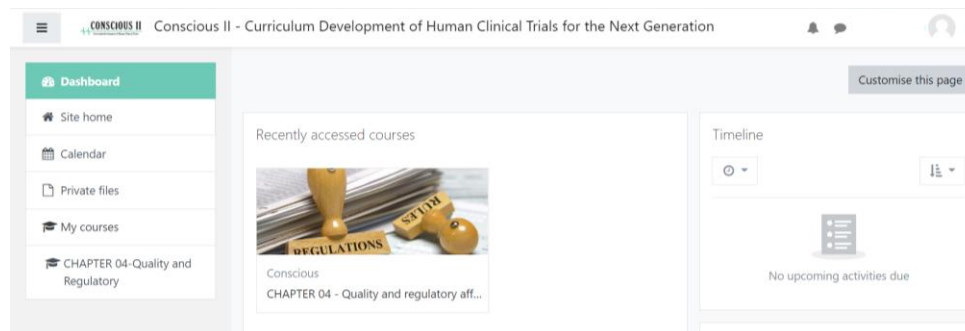 CONSCIOUS II
Conscious II - Curriculum Development of Human Clinical Trials for the Next Generation
Dashboard
Site home
Calendar
Private files
My courses
CHAPTER 04-Quality and
Regulatory
Customise this page
Recently accessed courses
REGULATIONS
RULES
Conscious
CHAPTER 04 - Quality and regulatory aff...
Timeline
No upcoming activities due